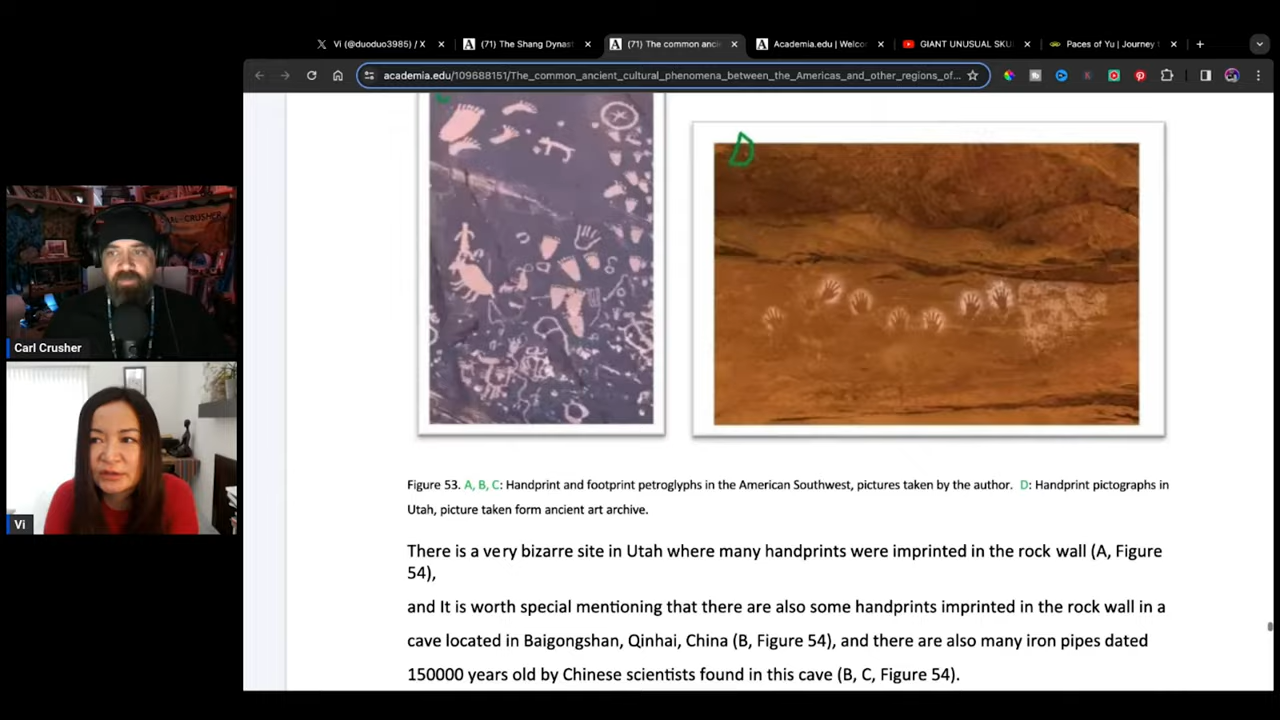 Vi (@duoduo3985) / X
(71) The Shang Dynast
(71) The common anci
Academia.edu | Welco
GIANT UNUSUAL SKU
Paces of Yu | Journey t
academia.edu/109688151/The_common_ancient_cultural_phenomena_between_the_Americas_and_other_regions_of...
D
Carl Crusher
Vi
Figure 53. A, B, C: Handprint and footprint petroglyphs in the American Southwest, pictures taken by the author. D: Handprint pictographs in
Utah, picture taken form ancient art archive.
There is a very bizarre site in Utah where many handprints were imprinted in the rock wall (A, Figure
54),
and It is worth special mentioning that there are also some handprints imprinted in the rock wall in a
cave located in Baigongshan, Qinhai, China (B, Figure 54), and there are also many iron pipes dated
150000 years old by Chinese scientists found in this cave (B, C, Figure 54).